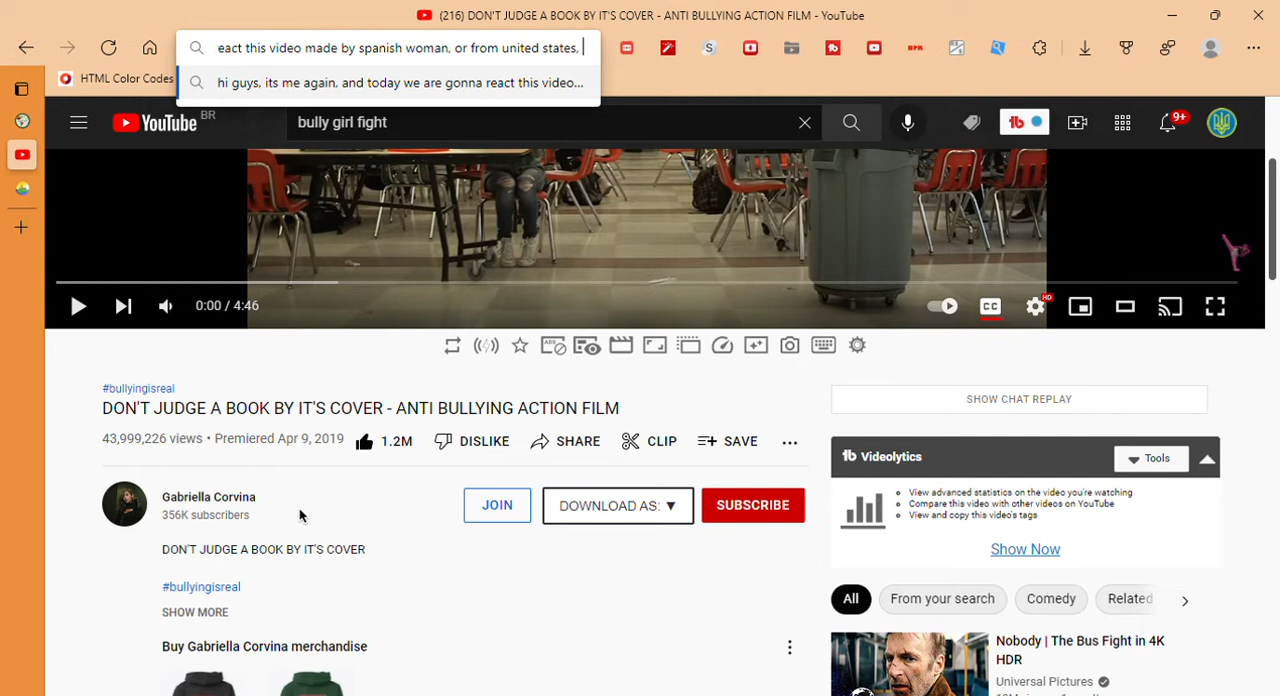 (216) DON'T JUDGE A BOOK BY IT'S COVER - ANTI BULLYING ACTION FILM - YouTube
eact this video made by spanish woman, or from united states,
HTML Color Codes
hi guys, its me again, and today we are gonna react this video...
YouTube BR
bully girl fight
9+
0:00 / 4:46
CC
HD
#bullyingisreal
DON'T JUDGE A BOOK BY IT'S COVER - ANTI BULLYING ACTION FILM
43,999,226 views • Premiered Apr 9, 2019
1.2M
DISLIKE
SHARE
CLIP
SAVE
Gabriella Corvina
356K subscribers
JOIN
DOWNLOAD AS: ▼
SUBSCRIBE
DON'T JUDGE A BOOK BY IT'S COVER
#bullyingisreal
SHOW MORE
Buy Gabriella Corvina merchandise
SHOW CHAT REPLAY
tb Videolytics
Tools
View advanced statistics on the video you're watching
Compare this video with other videos on YouTube
View and copy this video's tags
Show Now
All
From your search
Comedy
Related
Nobody | The Bus Fight in 4K
HDR
Universal Pictures